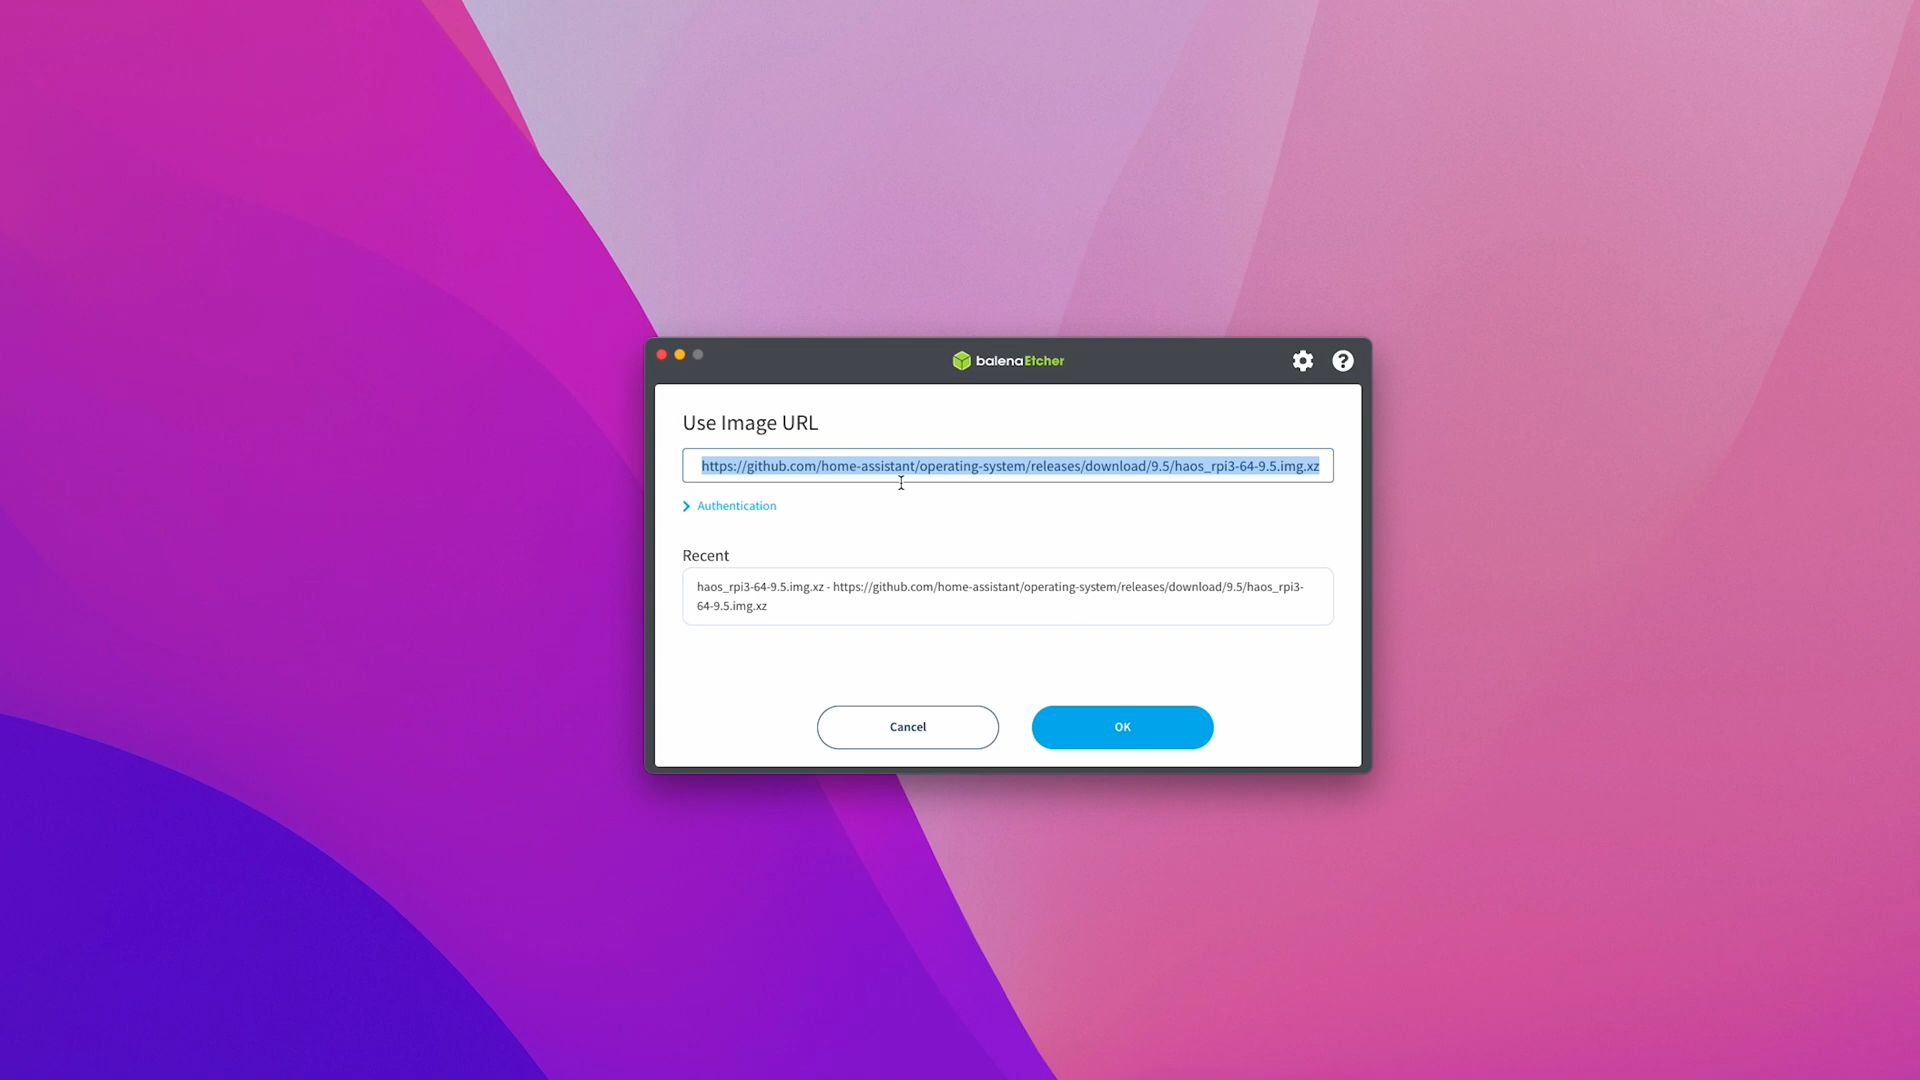 balenaEtcher
Use Image URL
https://github.com/home-assistant/operating-system/releases/download/9.5/haos_rpi3-64-9.5.img.xz
Authentication
Recent
haos_rpi3-64-9.5.img.xz - https://github.com/home-assistant/operating-system/releases/download/9.5/haos_rpi3-
64-9.5.img.xz
Cancel
OK